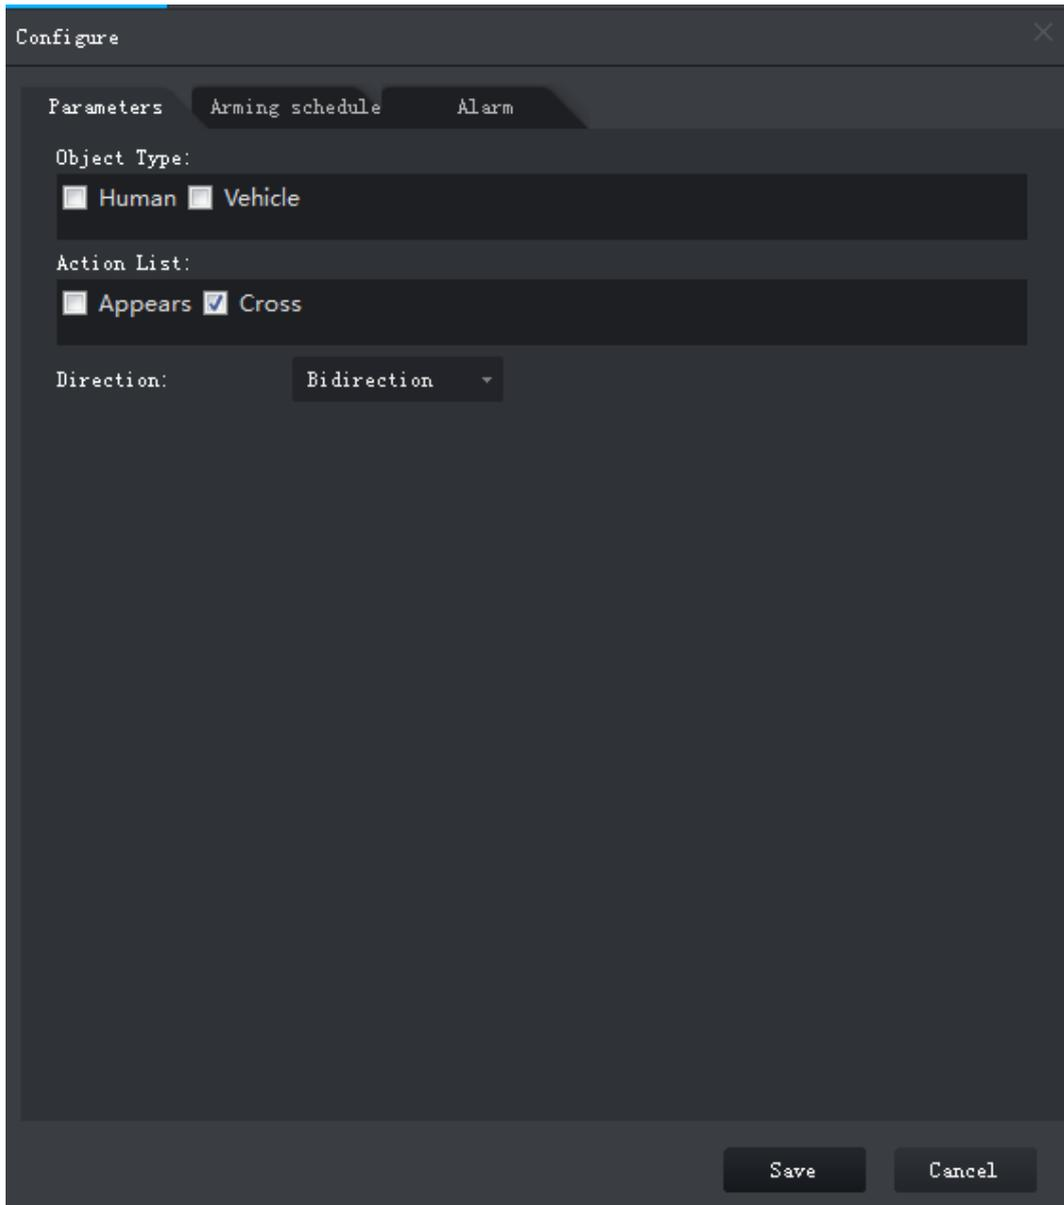 Configure
Parameters Arming schedule Alarm
Object Type:
Human Vehicle
Action List:
Appears Cross
Direction: Bidirection
Save Cancel